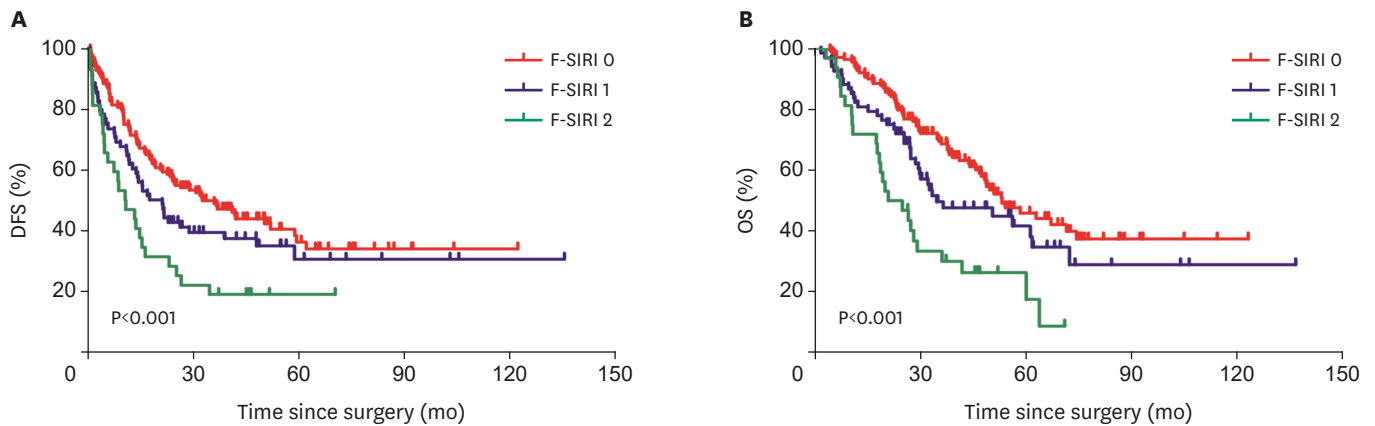 A
DFS (%)
100
80
60
40
20
0
30
60
90
120
150
Time since surgery (mo)
F-SIRI 0
F-SIRI 1
F-SIRI 2
P<0.001
B
OS (%)
100
80
60
40
20
0
30
60
90
120
150
Time since surgery (mo)
F-SIRI 0
F-SIRI 1
F-SIRI 2
P<0.001